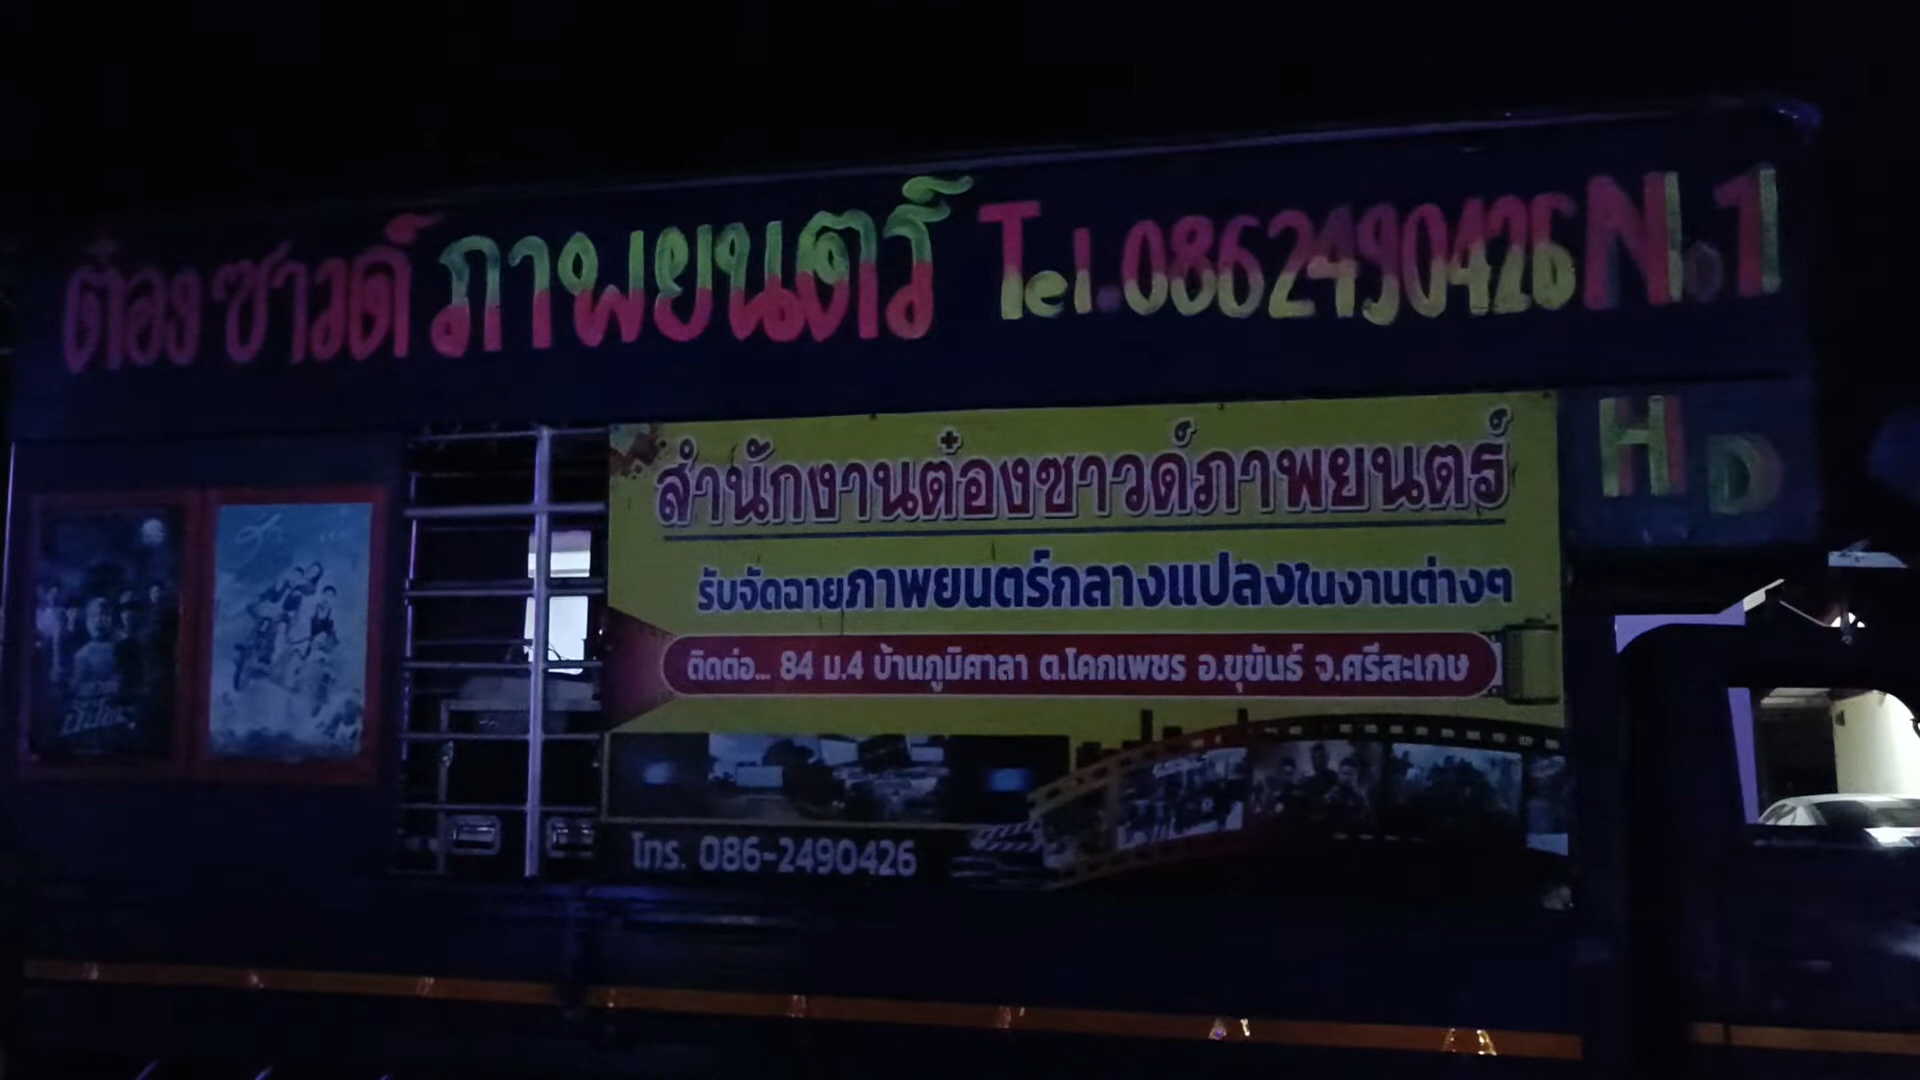 ต๋องซาวด์ ภาพยนตร์ Tel.0862490426 No.1
HD
สำนักงานต๋องซาวด์ภาพยนตร์
รับจัดฉายภาพยนตร์กลางแปลงในงานต่างๆ
ติดต่อ... 84 ม.4 บ้านภูมิศาลา ต.โคกเพชร อ.ขุขันธ์ จ.ศรีสะเกษ
โทร. 086-2490426